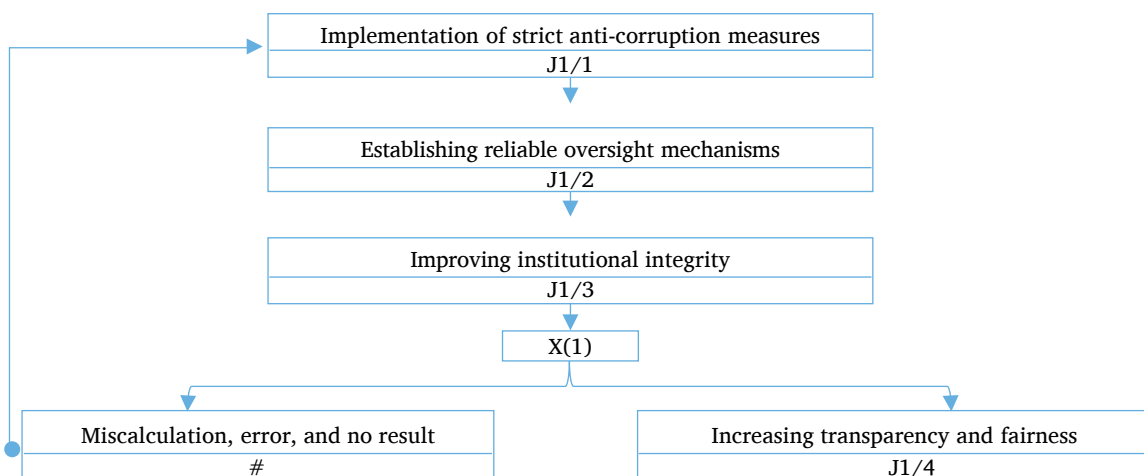 Implementation of strict anti-corruption measures
J1/1
Establishing reliable oversight mechanisms
J1/2
Improving institutional integrity
J1/3
X(1)
Miscalculation, error, and no result
#
Increasing transparency and fairness
J1/4